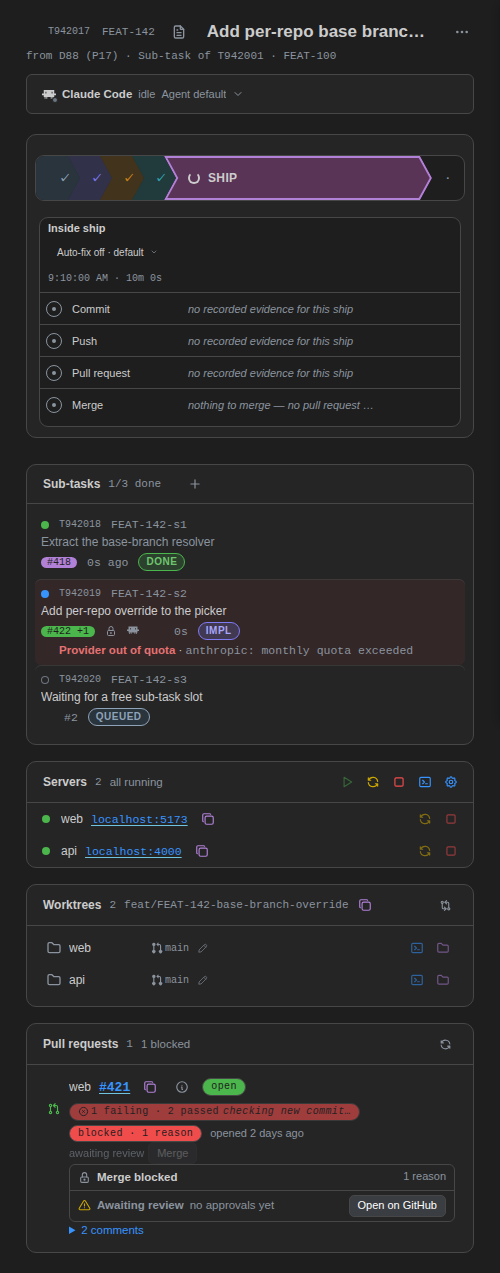 T942017 FEAT-142 Add per-repo base branc…
from D88 (P17) · Sub-task of T942001 · FEAT-100
Claude Code idle Agent default
SHIP
Inside ship
Auto-fix off · default
9:10:00 AM · 10m 0s
Commit no recorded evidence for this ship
Push no recorded evidence for this ship
Pull request no recorded evidence for this ship
Merge nothing to merge — no pull request …
Sub-tasks 1/3 done
T942018 FEAT-142-s1
Extract the base-branch resolver
#418 0s ago DONE
T942019 FEAT-142-s2
Add per-repo override to the picker
#422 +1 0s IMPL
Provider out of quota · anthropic: monthly quota exceeded
T942020 FEAT-142-s3
Waiting for a free sub-task slot
#2 QUEUED
Servers 2 all running
web localhost:5173
api localhost:4000
Worktrees 2 feat/FEAT-142-base-branch-override
web main
api main
Pull requests 1 1 blocked
web #421 open
1 failing · 2 passed checking new commit…
blocked · 1 reason opened 2 days ago
awaiting review Merge
Merge blocked 1 reason
Awaiting review no approvals yet Open on GitHub
2 comments